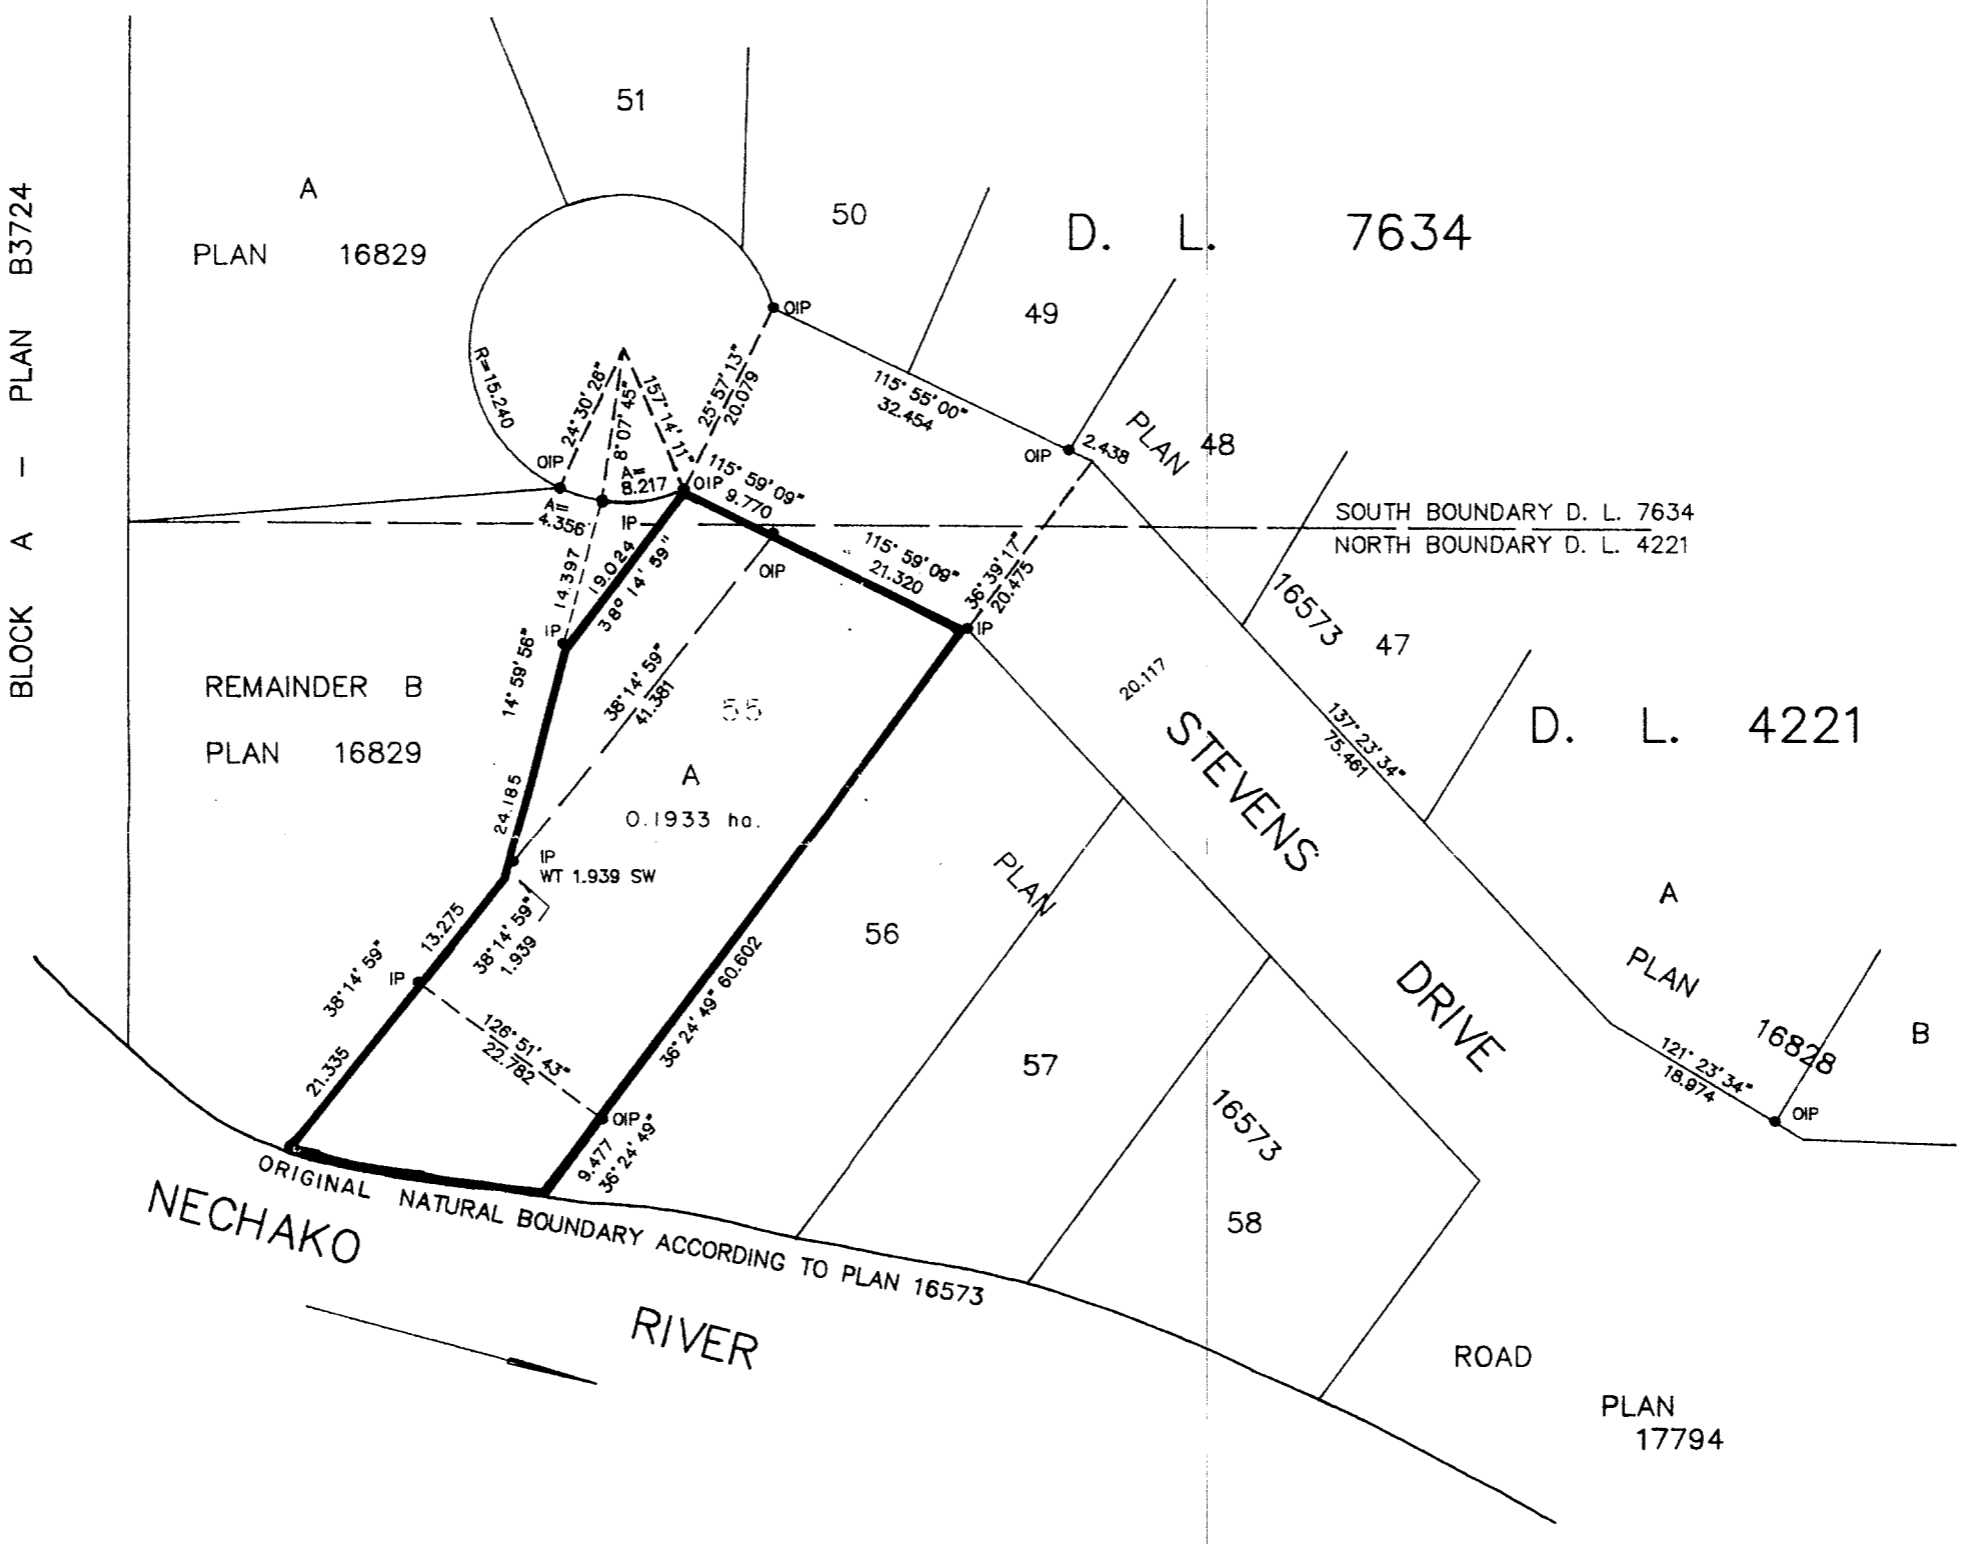 BLOCK A — PLAN B3724
51
A
PLAN 16829
50
D. L. 7634
49
OIP
R=15.240
24°30'28"
8°07'45"
157°14'11"
25°57'13"
20.079
115°55'00"
32.454
OIP
2.438
PLAN
48
OIP
A=
8.217
OIP
115°59'09"
9.770
A=
4.356
IP
SOUTH BOUNDARY D. L. 7634
NORTH BOUNDARY D. L. 4221
14.397
19.024
38° 14' 59"
OIP
115°59'09"
21.320
36°39'17"
20.475
16573
47
IP
IP
REMAINDER B
PLAN 16829
14°59'56"
24.185
38°14'59"
41.381
55
A
0.1933 ha.
20.117
STEVENS
DRIVE
137°23'34"
75.461
D. L. 4221
IP
WT 1.939 SW
38°14'59"
1.939
13.275
38°14'59"
IP
21.335
126°51'43"
22.782
36°24'49" 60.602
OIP
9.477
36°24'49"
56
PLAN
57
16573
58
A
PLAN
16828
B
121°23'34"
18.974
OIP
ORIGINAL NATURAL BOUNDARY ACCORDING TO PLAN 16573
NECHAKO
RIVER
ROAD
PLAN
17794